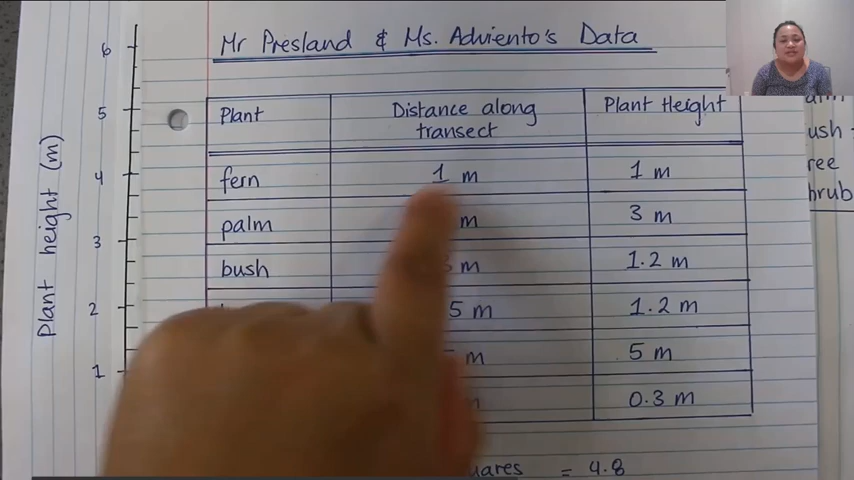 Mr Presland & Ms. Adviento's Data
Plant Distance along transect Plant Height
fern 1 m 1 m
palm m 3 m
bush m 1.2 m
5 m 1.2 m
m 5 m
m 0.3 m
= 4.8
Plant height (m)
6
5
4
3
2
1
ush
ree
hrub